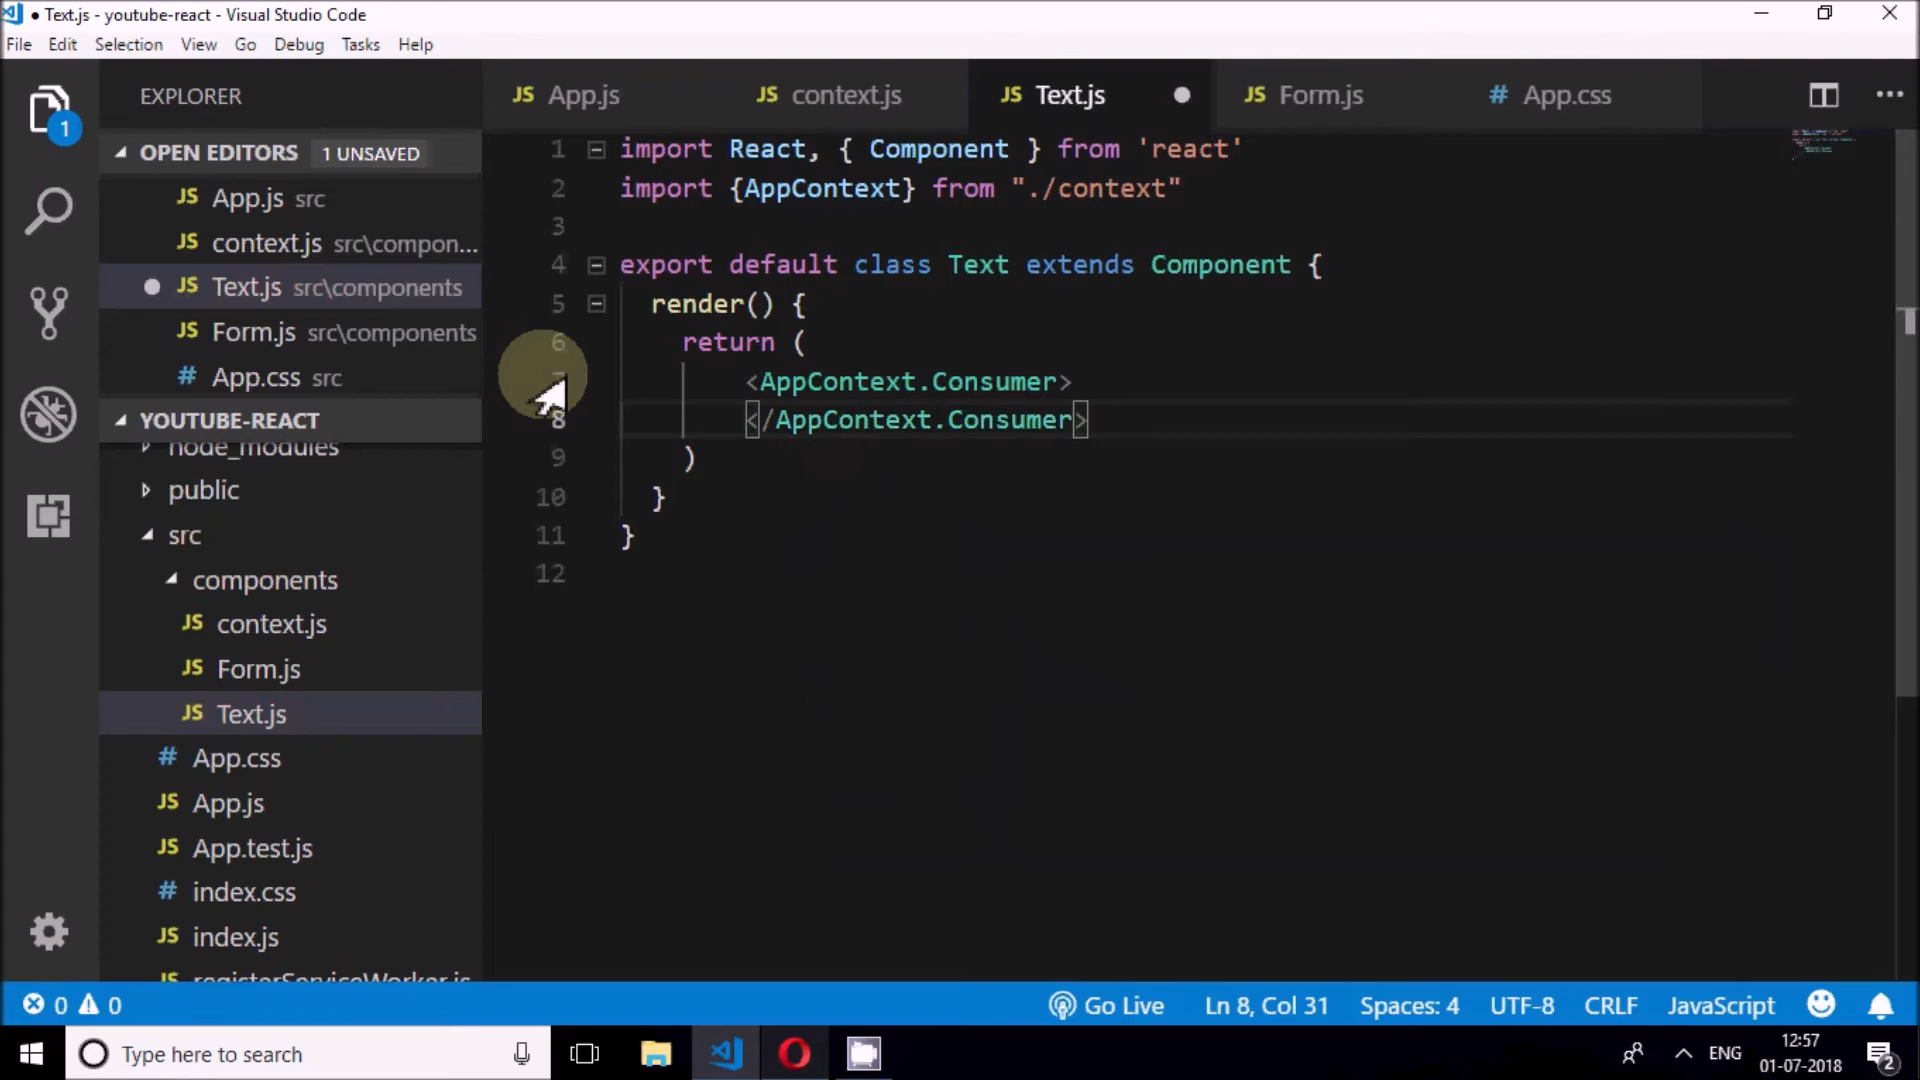 Text.js - youtube-react - Visual Studio Code
File Edit Selection View Go Debug Tasks Help
EXPLORER
1
OPEN EDITORS 1 UNSAVED
JS App.js src
JS context.js src\compon...
JS Text.js src\components
JS Form.js src\components
# App.css src
YOUTUBE-REACT
node_modules
public
src
components
JS context.js
JS Form.js
JS Text.js
# App.css
JS App.js
JS App.test.js
# index.css
JS index.js
JS registerServiceWorker.js
JS App.js JS context.js JS Text.js JS Form.js # App.css
1 import React, { Component } from 'react'
2 import {AppContext} from "./context"
3
4 export default class Text extends Component {
5 render() {
6 return (
7 <AppContext.Consumer>
8 </AppContext.Consumer>
9 )
10 }
11 }
12
0 0 Go Live Ln 8, Col 31 Spaces: 4 UTF-8 CRLF JavaScript
Type here to search ENG 12:57 2
01-07-2018